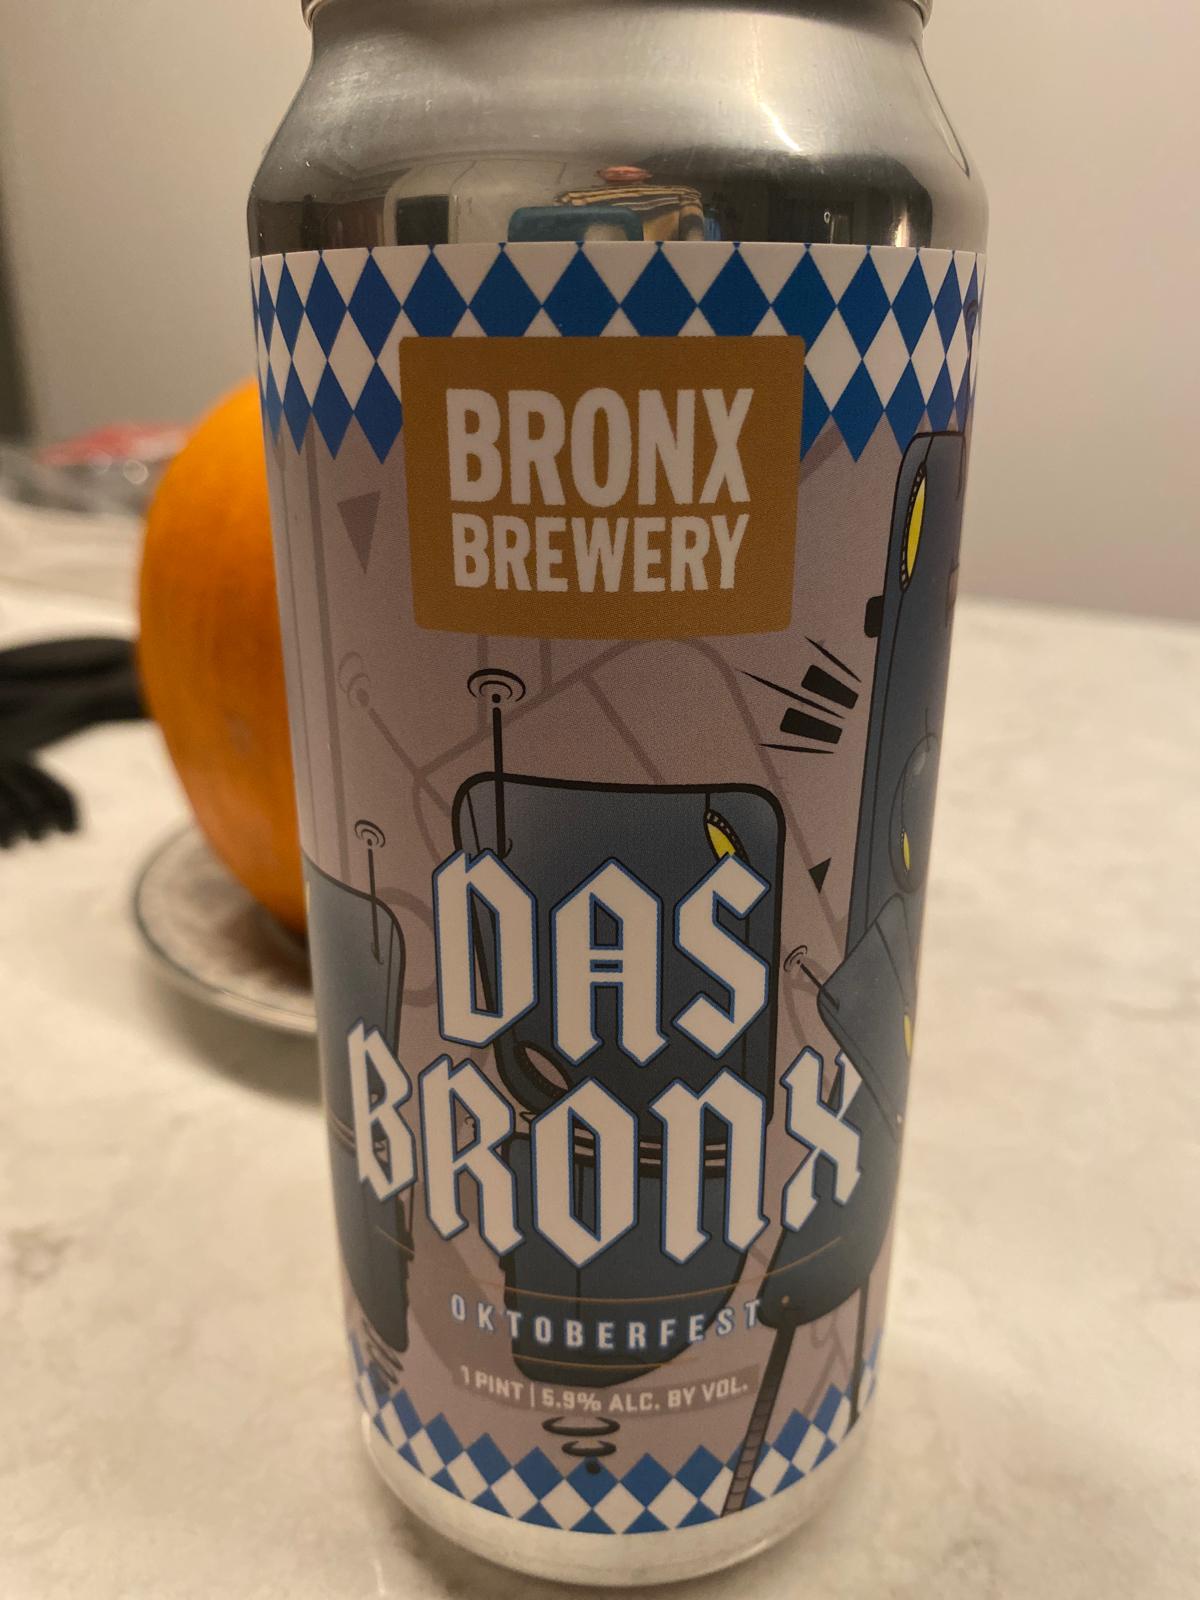 BRONX
BREWERY
DAS
BRONX
OKTOBERFEST
1 PINT | 5.9% ALC. BY VOL.